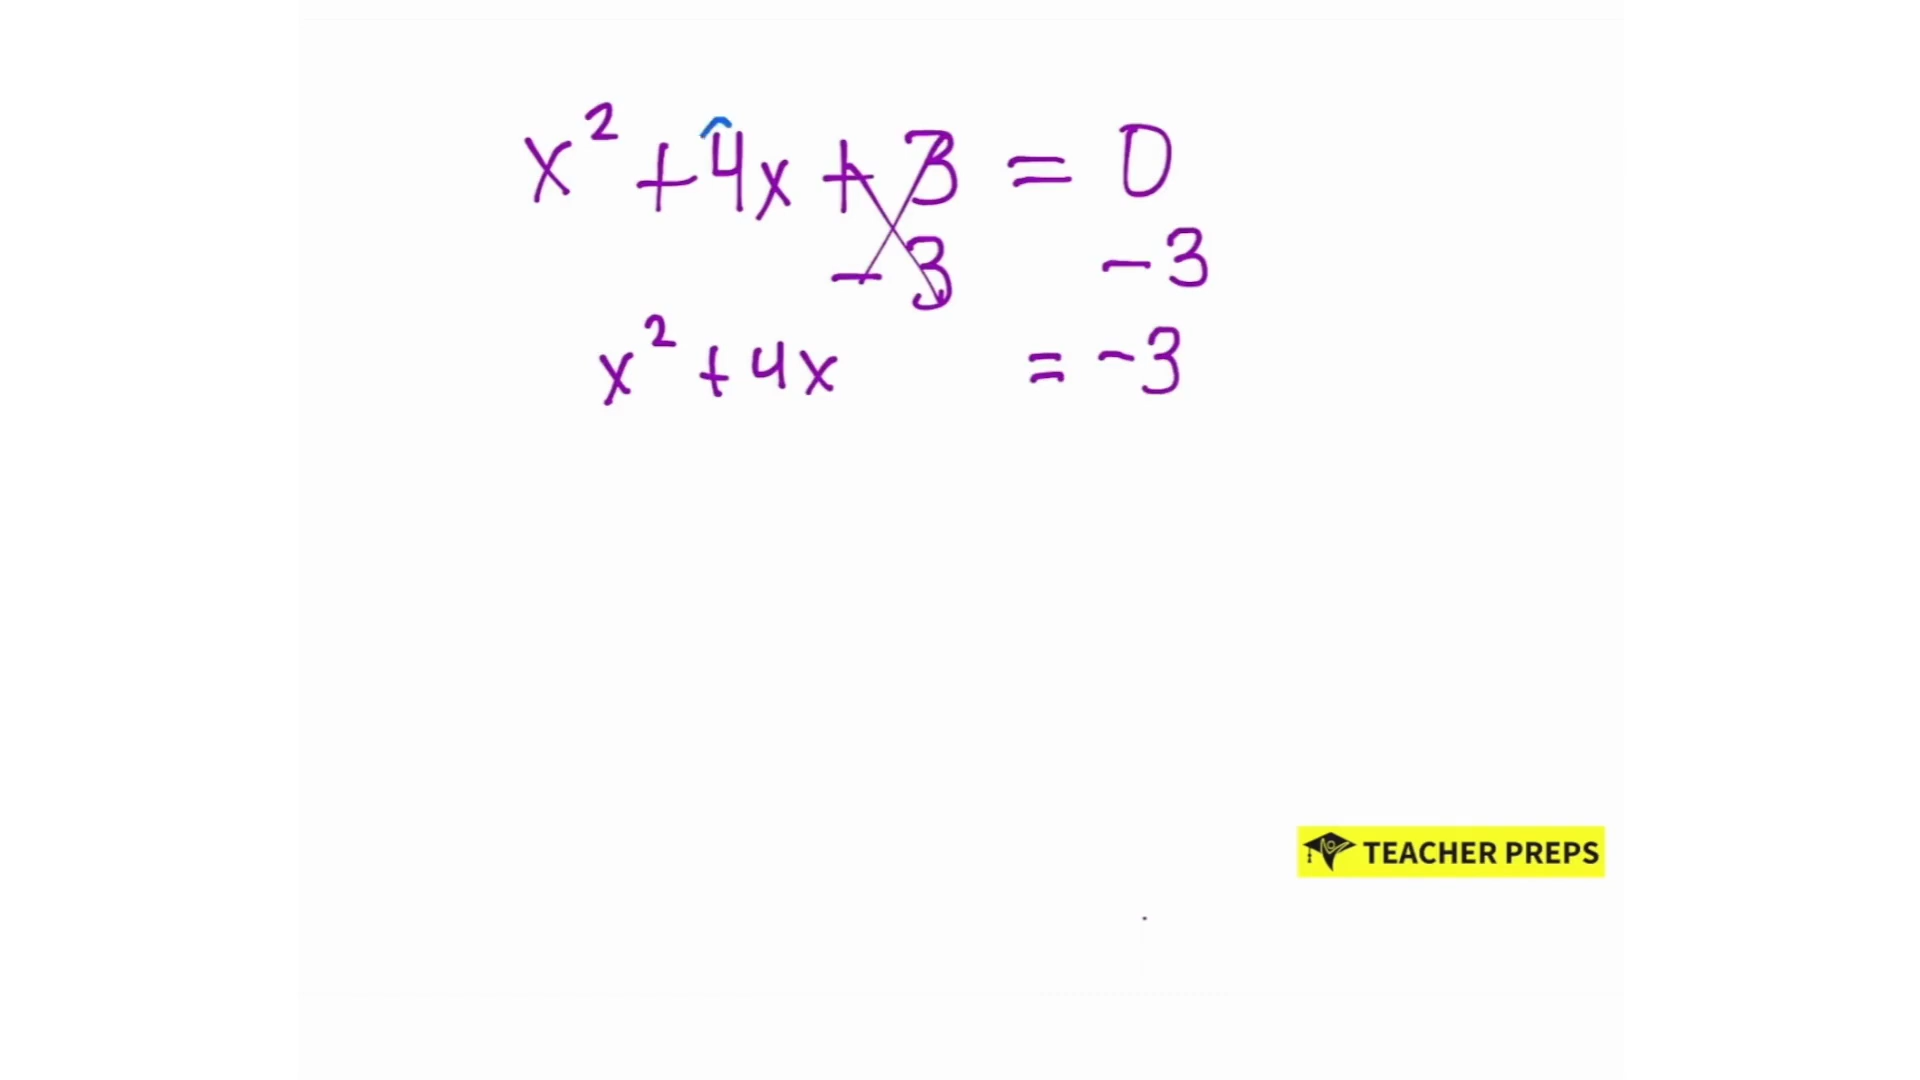 x² + 4x + 3 = 0
- 3 - 3
x² + 4x = -3
TEACHER PREPS